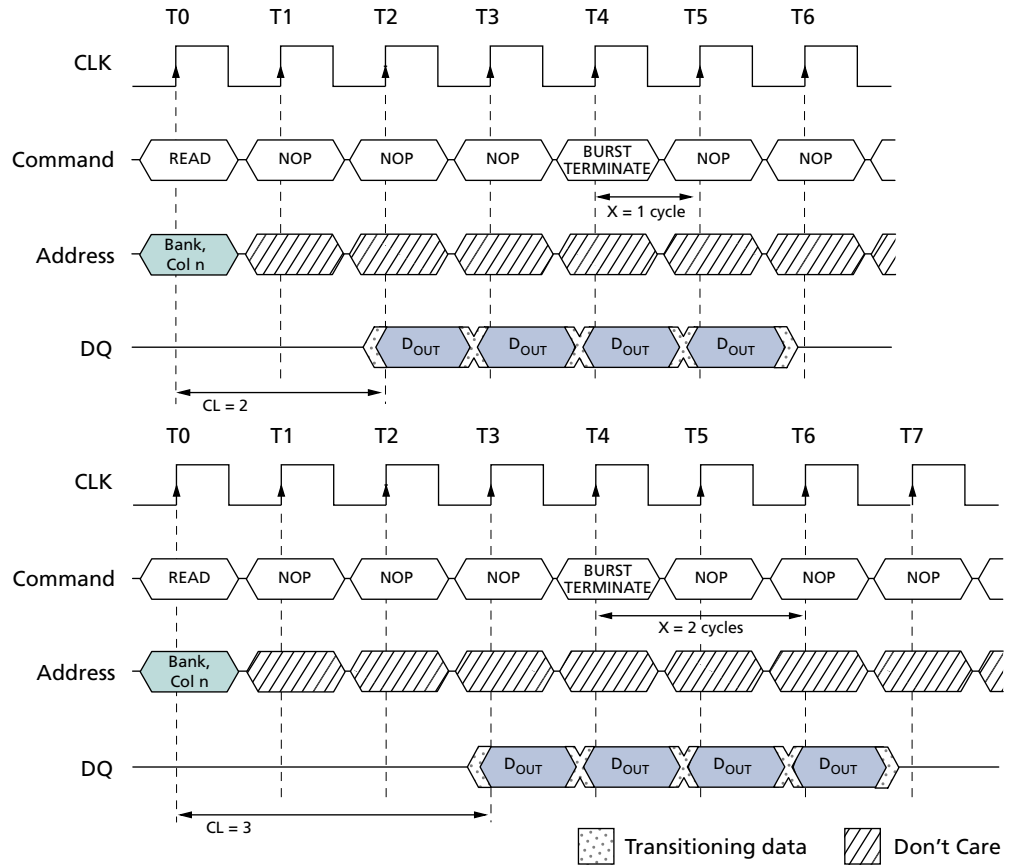 T0 T1 T2 T3 T4 T5 T6
CLK
Command READ NOP NOP NOP BURST TERMINATE NOP NOP
X = 1 cycle
Address Bank, Col n
DQ DOUT DOUT DOUT DOUT
CL = 2
T0 T1 T2 T3 T4 T5 T6 T7
CLK
Command READ NOP NOP NOP BURST TERMINATE NOP NOP NOP
X = 2 cycles
Address Bank, Col n
DQ DOUT DOUT DOUT DOUT
CL = 3
Transitioning data Don't Care